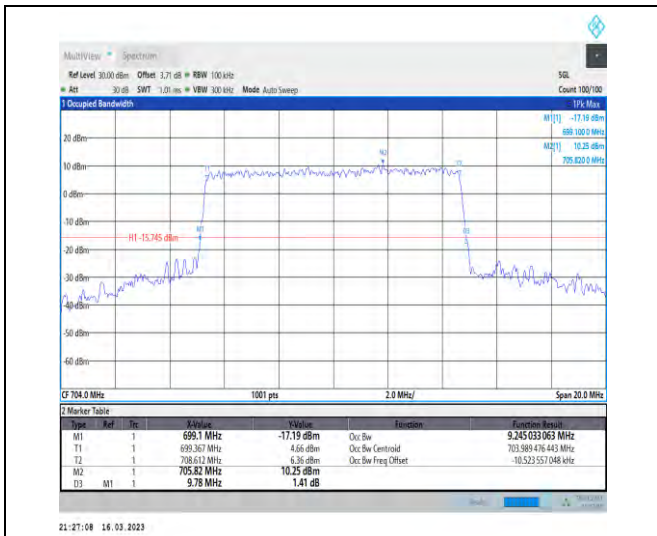 MultiView Spectrum
Ref Level 30.00 dBm Offset 3.71 dB RBW 100 kHz SGL
Att 30 dB SWT 1.01 ms VBW 300 kHz Mode Auto Sweep Count 100/100
1 Occupied Bandwidth 1Pk Max
M1[1] -17.19 dBm
699.100 0 MHz
M2[1] 10.25 dBm
705.820 0 MHz
20 dBm
M2
T1 T2
10 dBm
0 dBm
-10 dBm
M1 D3
H1 -15.745 dBm
-20 dBm
-30 dBm
-40 dBm
-50 dBm
-60 dBm
CF 704.0 MHz 1001 pts 2.0 MHz/ Span 20.0 MHz
2 Marker Table
Type Ref Trc X-Value Y-Value Function Function Result
M1 1 699.1 MHz -17.19 dBm Occ Bw 9.245 033 063 MHz
T1 1 699.367 MHz 4.66 dBm Occ Bw Centroid 703.989 476 443 MHz
T2 1 708.612 MHz 6.36 dBm Occ Bw Freq Offset -10.523 557 048 kHz
M2 1 705.82 MHz 10.25 dBm
D3 M1 1 9.78 MHz 1.41 dB
21:27:08 16.03.2023